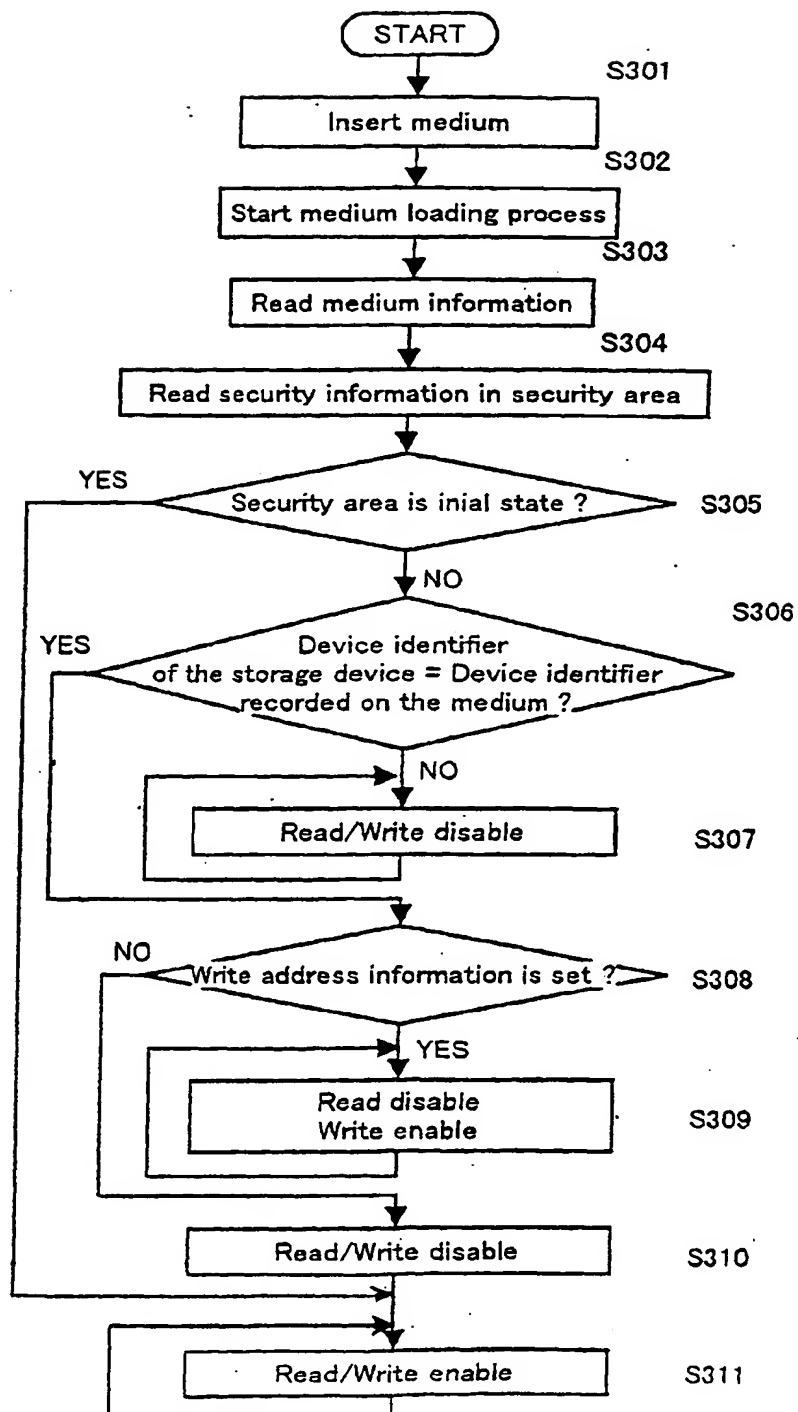 START
S301
Insert medium
S302
Start medium loading process
S303
Read medium information
S304
Read security information in security area
YES
Security area is inial state ?
S305
NO
S306
YES
Device identifier
of the storage device = Device identifier
recorded on the medium ?
NO
Read/Write disable
S307
NO
Write address information is set ?
S308
YES
Read disable
Write enable
S309
Read/Write disable
S310
Read/Write enable
S311